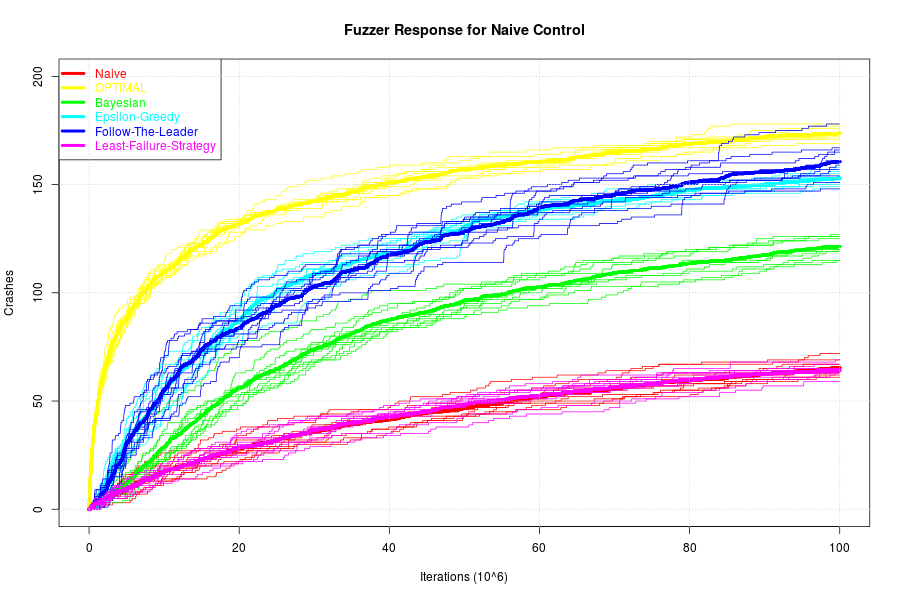 Fuzzer Response for Naive Control
Naive
OPTIMAL
Bayesian
Epsilon-Greedy
Follow-The-Leader
Least-Failure-Strategy
200
150
100
50
0
Crashes
0 20 40 60 80 100
Iterations (10^6)